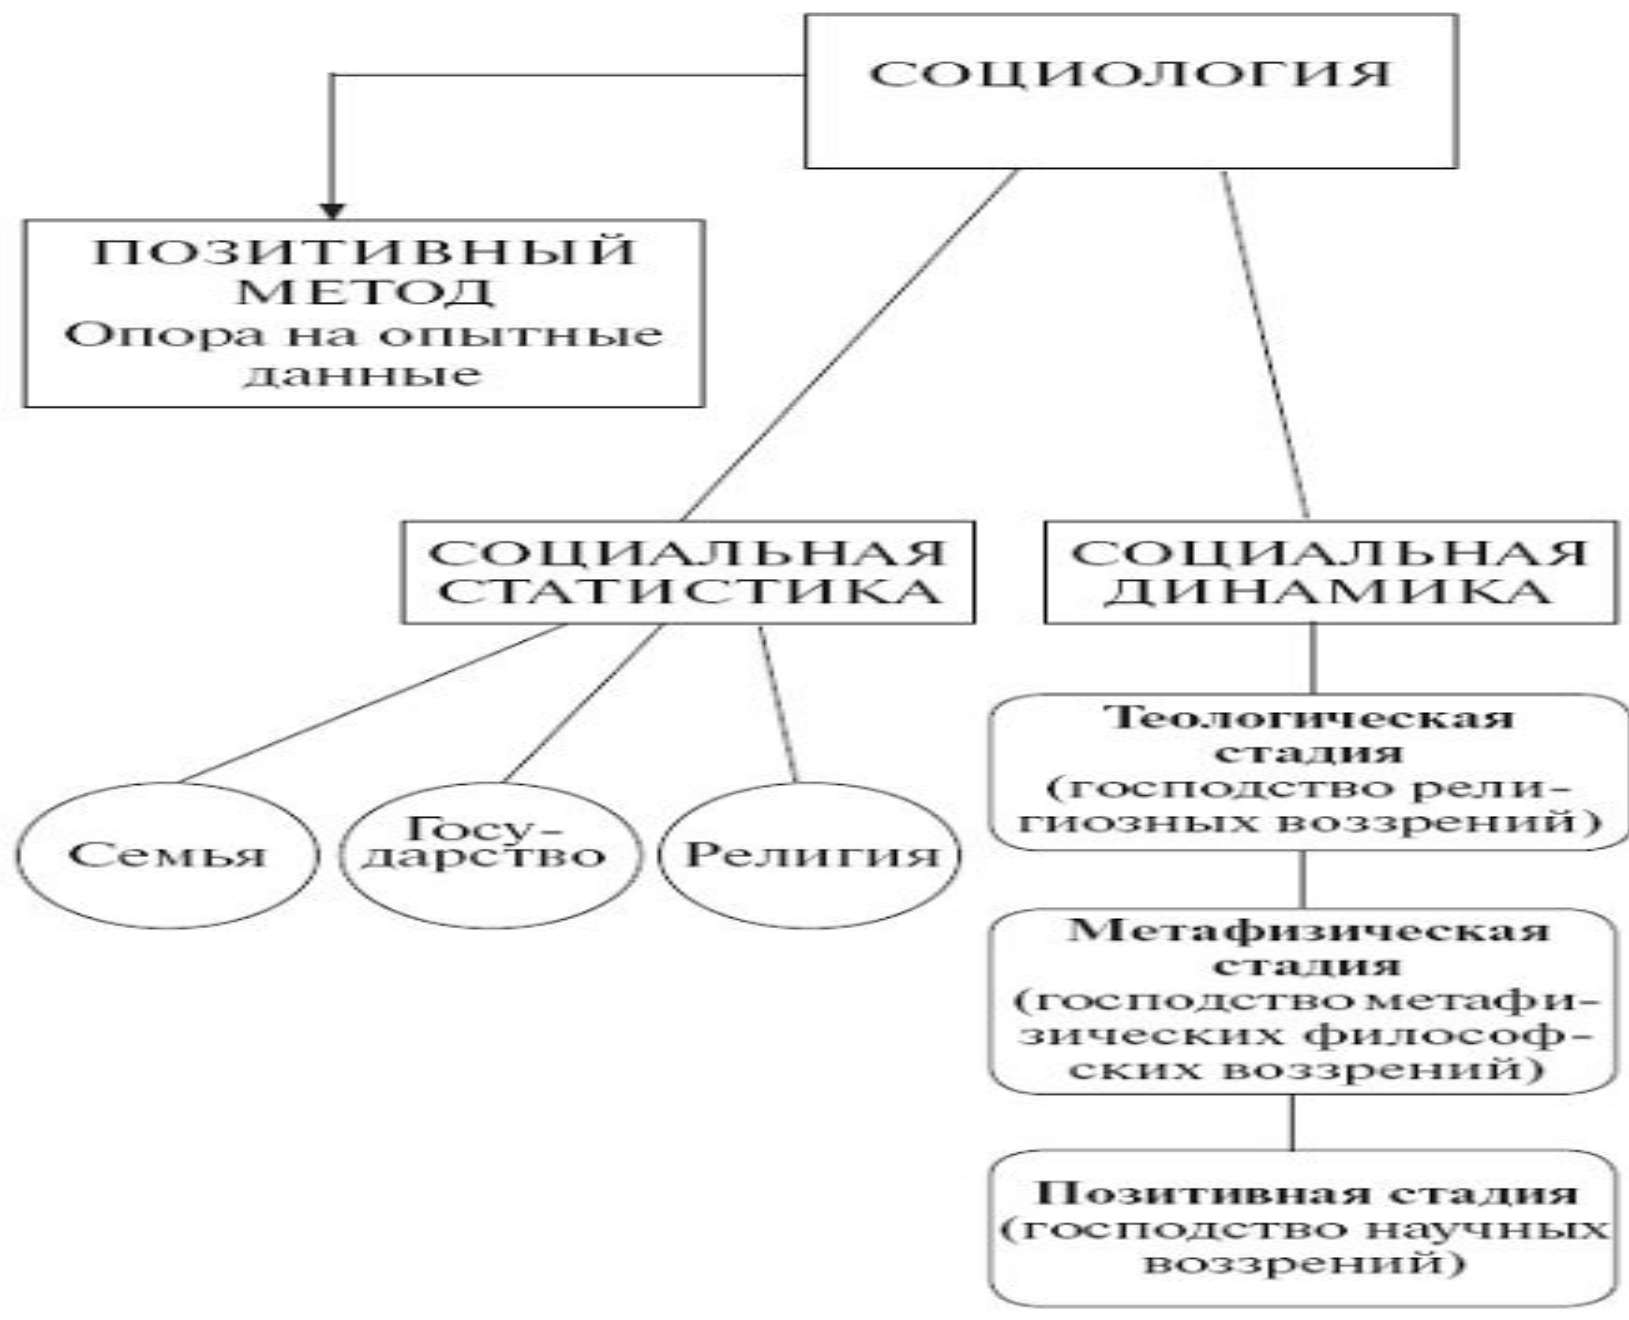 СОЦИОЛОГИЯ
ПОЗИТИВНЫЙ
МЕТОД
Опора на опытные
данные
СОЦИАЛЬНАЯ
СТАТИСТИКА
СОЦИАЛЬНАЯ
ДИНАМИКА
Семья
Госу-
дарство
Религия
Теологическая
стадия
(господство рели-
гиозных воззрений)
Метафизическая
стадия
(господство метафи-
зических философ-
ских воззрений)
Позитивная стадия
(господство научных
воззрений)